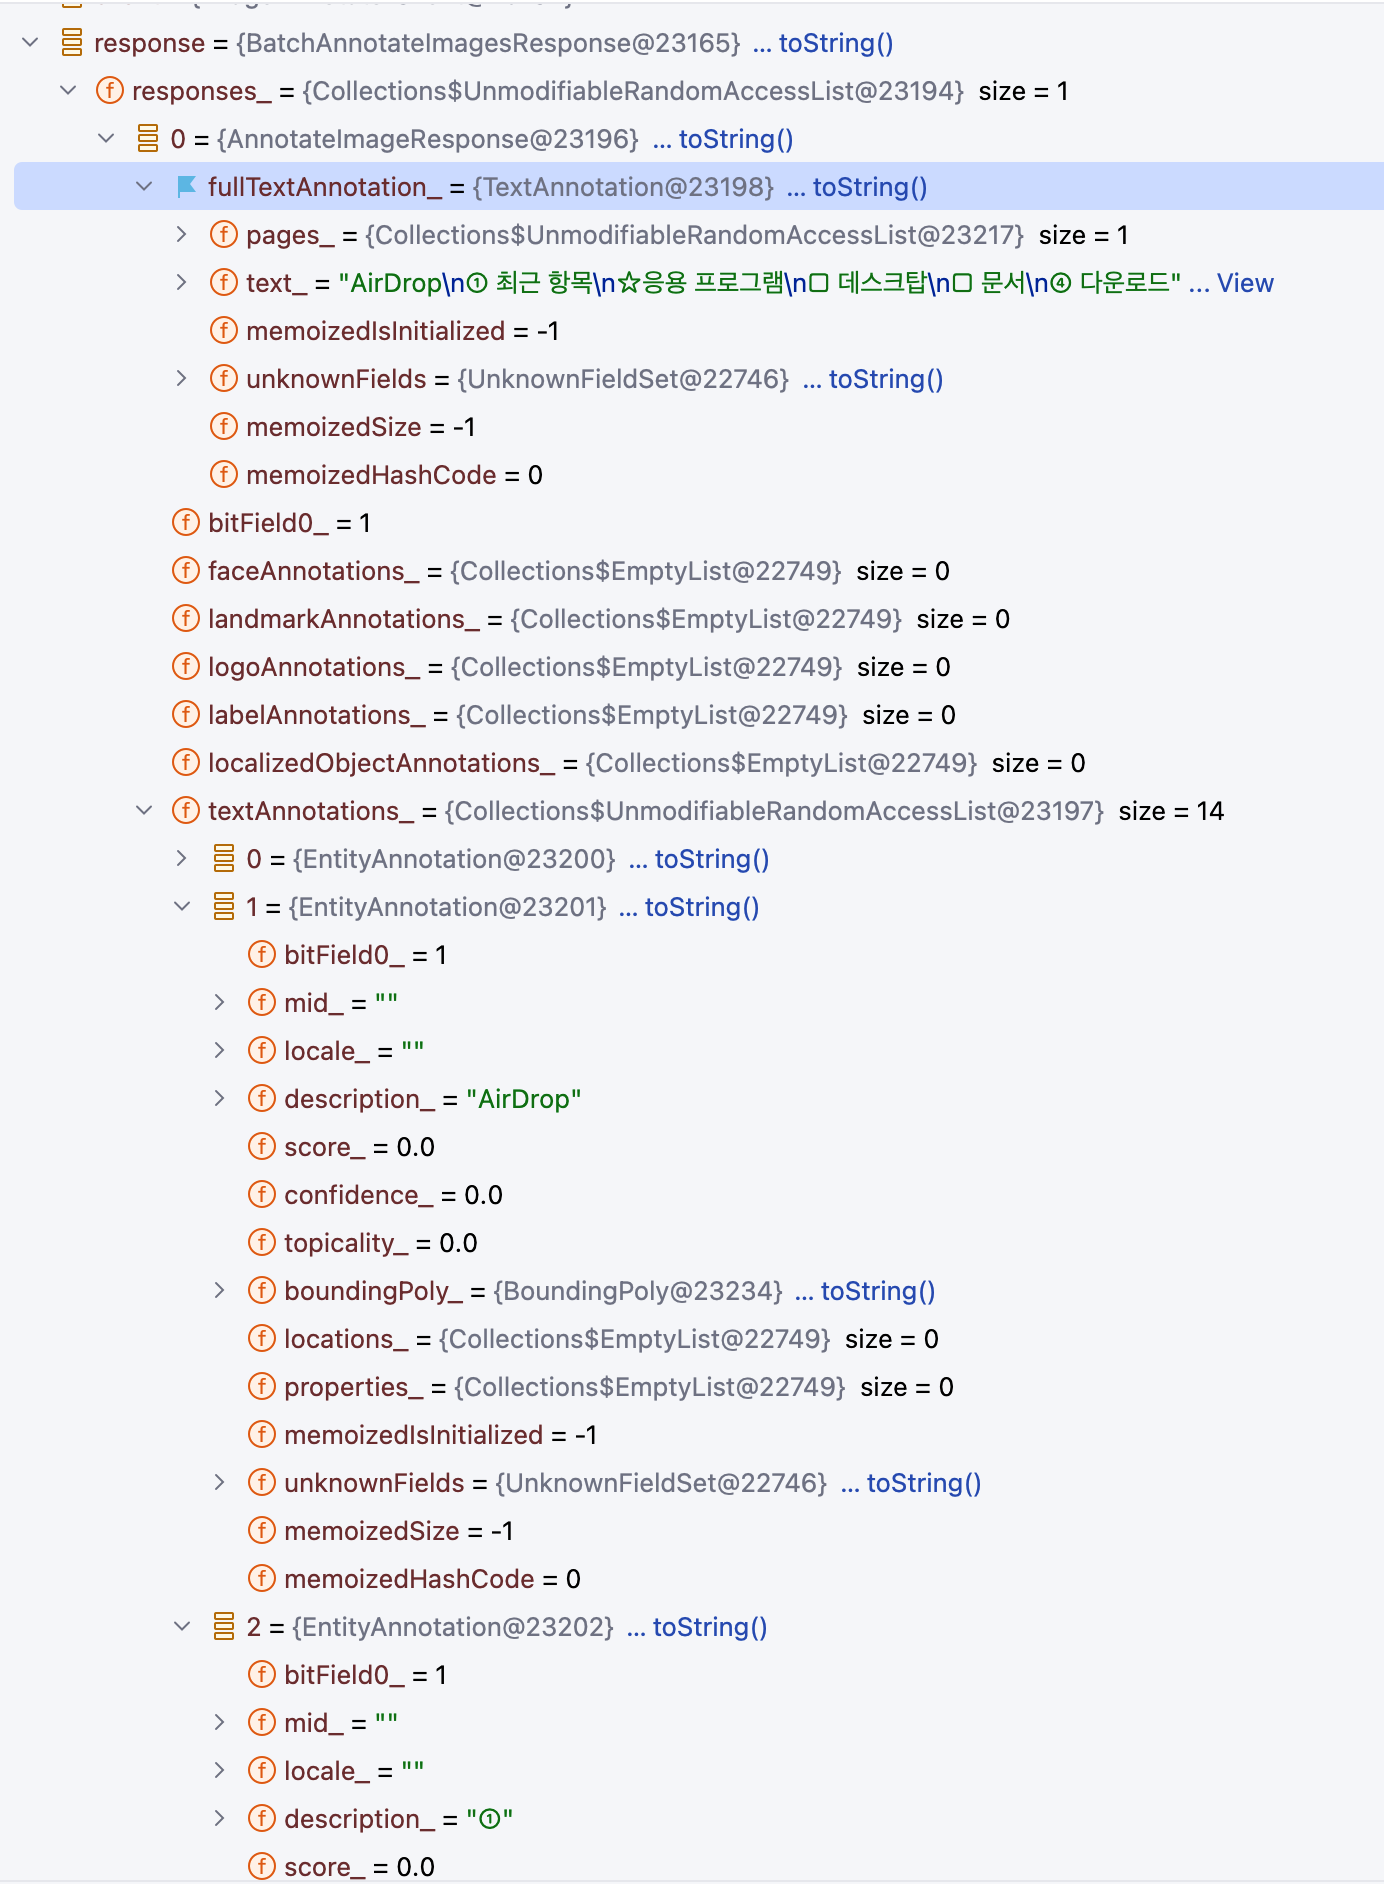 response = {BatchAnnotateImagesResponse@23165} ... toString()
responses_ = {Collections$UnmodifiableRandomAccessList@23194} size = 1
0 = {AnnotateImageResponse@23196} ... toString()
fullTextAnnotation_ = {TextAnnotation@23198} ... toString()
pages_ = {Collections$UnmodifiableRandomAccessList@23217} size = 1
text_ = "AirDrop\n① 최근 항목\n☆응용 프로그램\n□ 데스크탑\n□ 문서\n④ 다운로드" ... View
memoizedIsInitialized = -1
unknownFields = {UnknownFieldSet@22746} ... toString()
memoizedSize = -1
memoizedHashCode = 0
bitField0_ = 1
faceAnnotations_ = {Collections$EmptyList@22749} size = 0
landmarkAnnotations_ = {Collections$EmptyList@22749} size = 0
logoAnnotations_ = {Collections$EmptyList@22749} size = 0
labelAnnotations_ = {Collections$EmptyList@22749} size = 0
localizedObjectAnnotations_ = {Collections$EmptyList@22749} size = 0
textAnnotations_ = {Collections$UnmodifiableRandomAccessList@23197} size = 14
0 = {EntityAnnotation@23200} ... toString()
1 = {EntityAnnotation@23201} ... toString()
bitField0_ = 1
mid_ = ""
locale_ = ""
description_ = "AirDrop"
score_ = 0.0
confidence_ = 0.0
topicality_ = 0.0
boundingPoly_ = {BoundingPoly@23234} ... toString()
locations_ = {Collections$EmptyList@22749} size = 0
properties_ = {Collections$EmptyList@22749} size = 0
memoizedIsInitialized = -1
unknownFields = {UnknownFieldSet@22746} ... toString()
memoizedSize = -1
memoizedHashCode = 0
2 = {EntityAnnotation@23202} ... toString()
bitField0_ = 1
mid_ = ""
locale_ = ""
description_ = "①"
score_ = 0.0